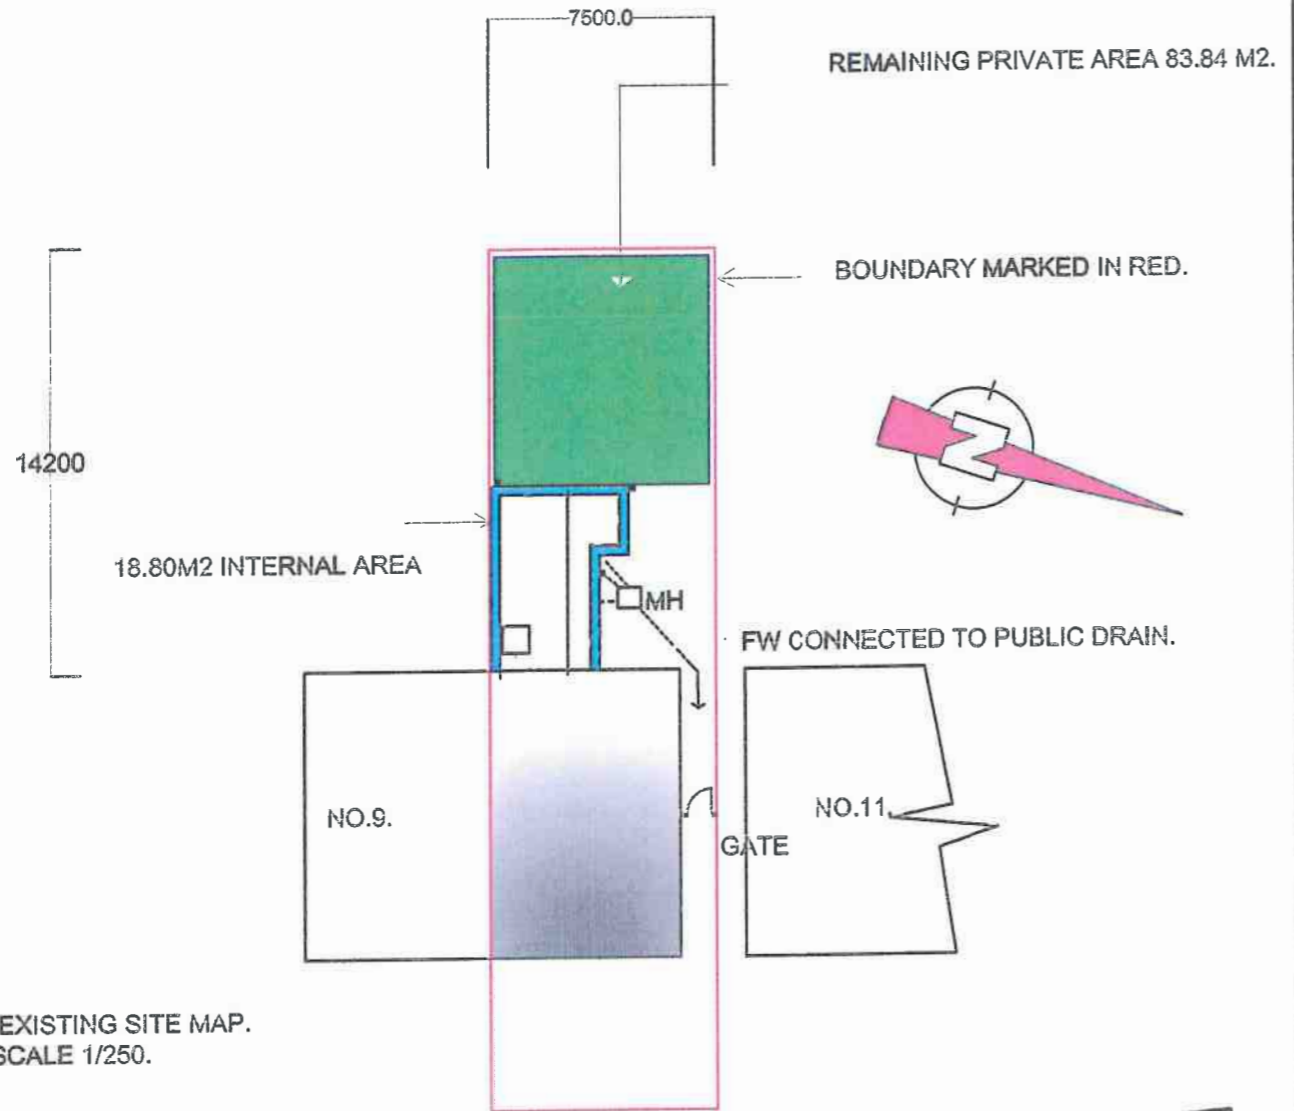 7500.0
REMAINING PRIVATE AREA 83.84 M2.
BOUNDARY MARKED IN RED.
N
14200
18.80M2 INTERNAL AREA
MH
FW CONNECTED TO PUBLIC DRAIN.
NO.9.
NO.11.
GATE
EXISTING SITE MAP.
SCALE 1/250.